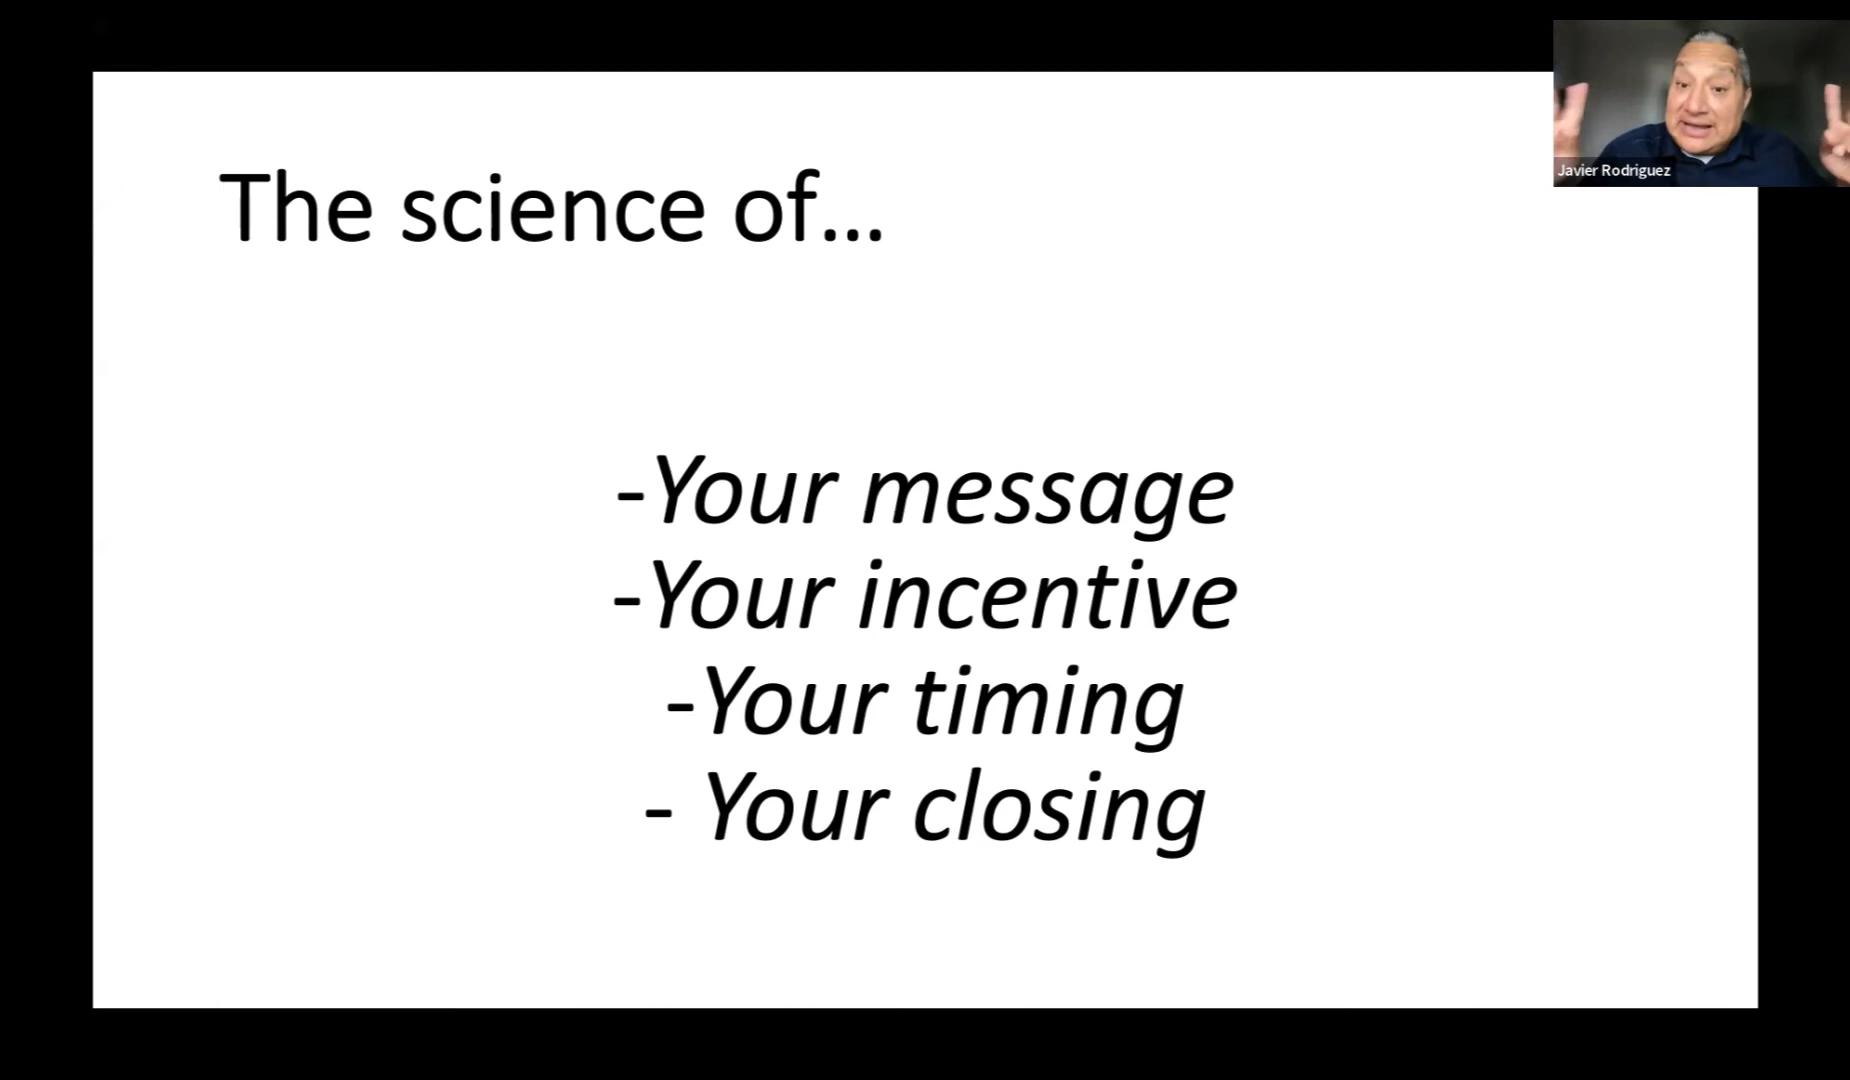 The science of...
-Your message
-Your incentive
-Your timing
- Your closing
Javier Rodriguez